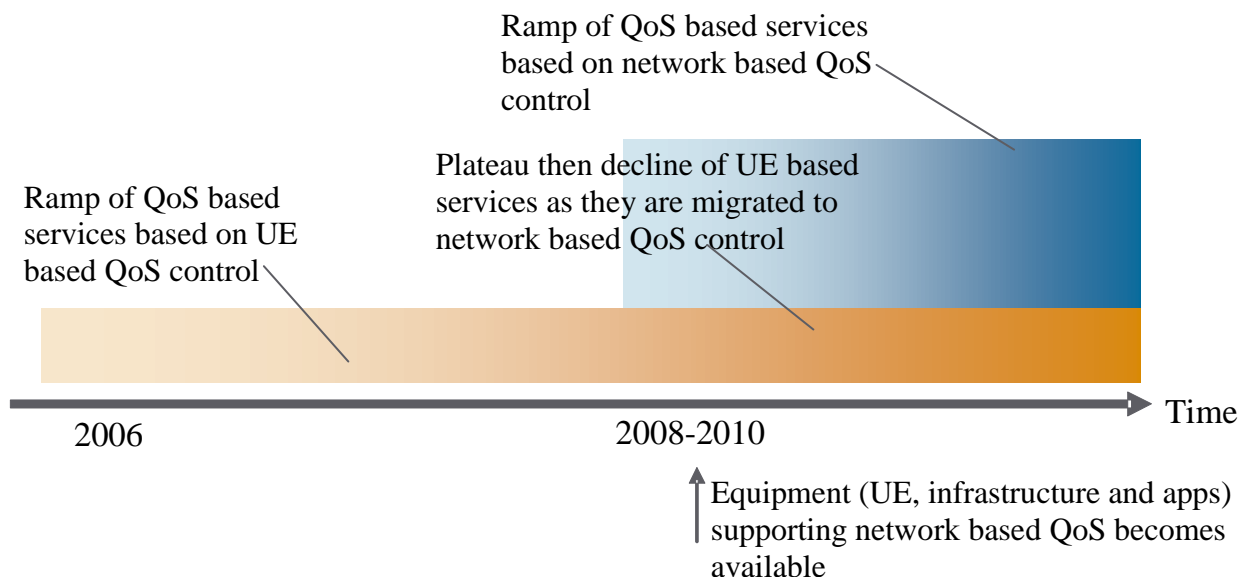 Ramp of QoS based services
based on network based QoS
control
Plateau then decline of UE based
services as they are migrated to
network based QoS control
Ramp of QoS based
services based on UE
based QoS control
Time
2006
2008-2010
Equipment (UE, infrastructure and apps)
supporting network based QoS becomes
available